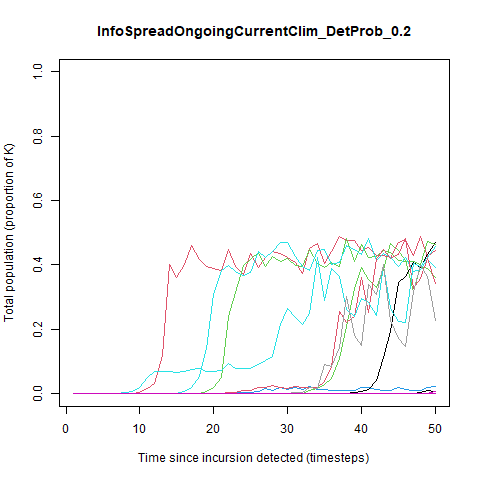 InfoSpreadOngoingCurrentClim_DetProb_0.2
Total population (proportion of K)
1.0
0.8
0.6
0.4
0.2
0.0
0 10 20 30 40 50
Time since incursion detected (timesteps)